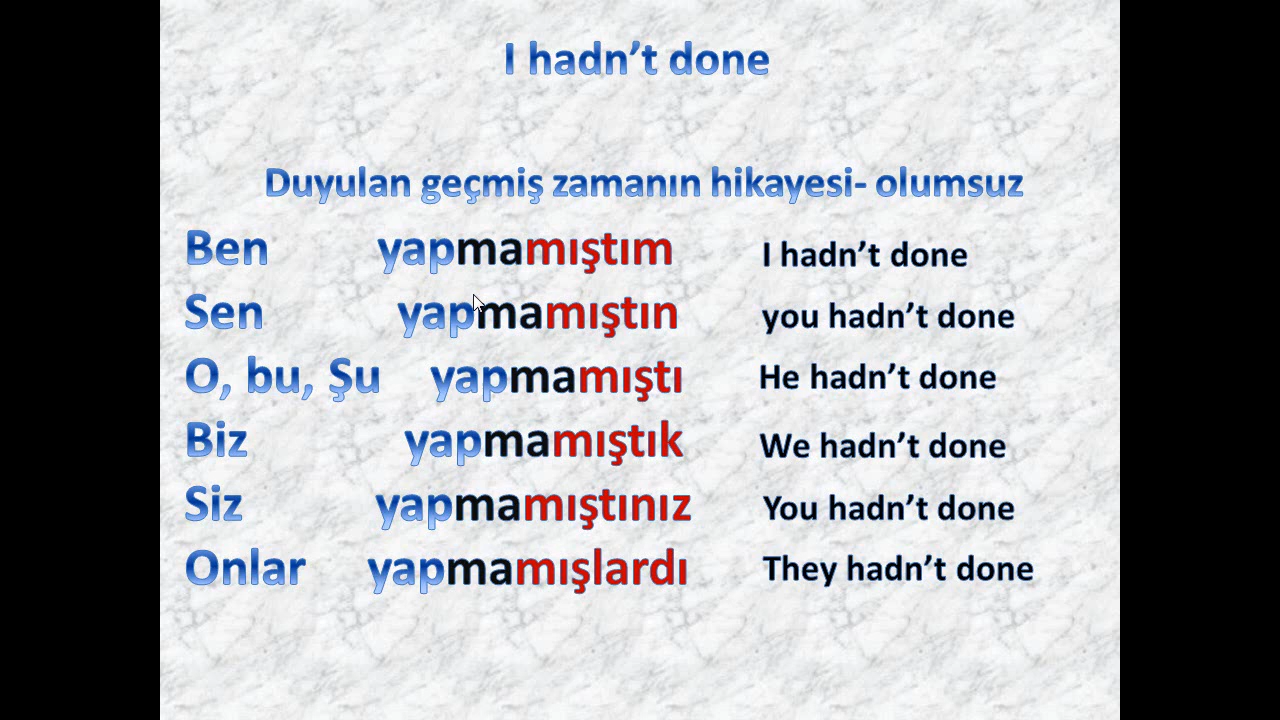 I hadn’t done
Duyulan geçmiş zamanın hikayesi- olumsuz
Ben yapmamıştım I hadn’t done
Sen yapmamıştın you hadn’t done
O, bu, Şu yapmamıştı He hadn’t done
Biz yapmamıştık We hadn’t done
Siz yapmamıştınız You hadn’t done
Onlar yapmamışlardı They hadn’t done